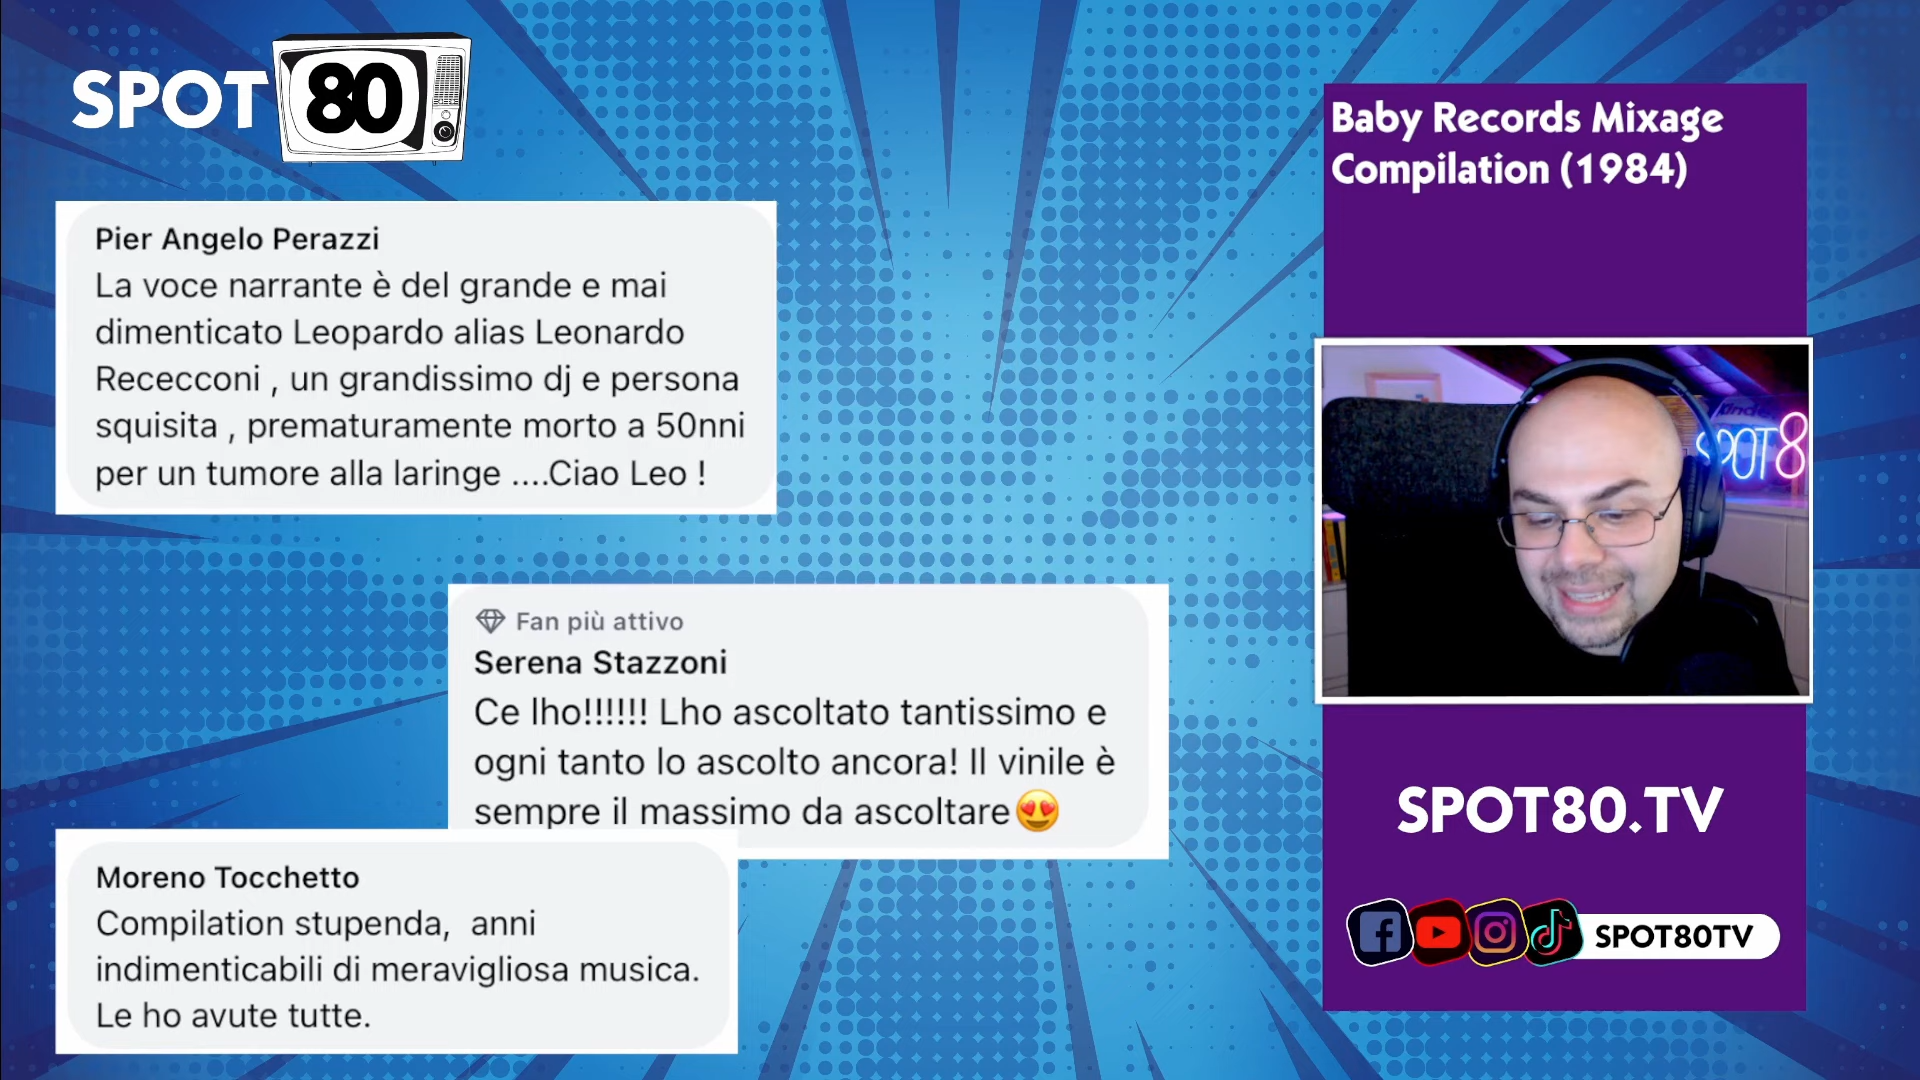 SPOT 80
Baby Records Mixage
Compilation (1984)
Pier Angelo Perazzi
La voce narrante è del grande e mai
dimenticato Leopardo alias Leonardo
Rececconi , un grandissimo dj e persona
squisita , prematuramente morto a 50nni
per un tumore alla laringe ....Ciao Leo !
Fan più attivo
Serena Stazzoni
Ce lho!!!!!! Lho ascoltato tantissimo e
ogni tanto lo ascolto ancora! Il vinile è
sempre il massimo da ascoltare😍
Moreno Tocchetto
Compilation stupenda,  anni
indimenticabili di meravigliosa musica.
Le ho avute tutte.
kinde
SPOT8
SPOT80.TV
SPOT80TV